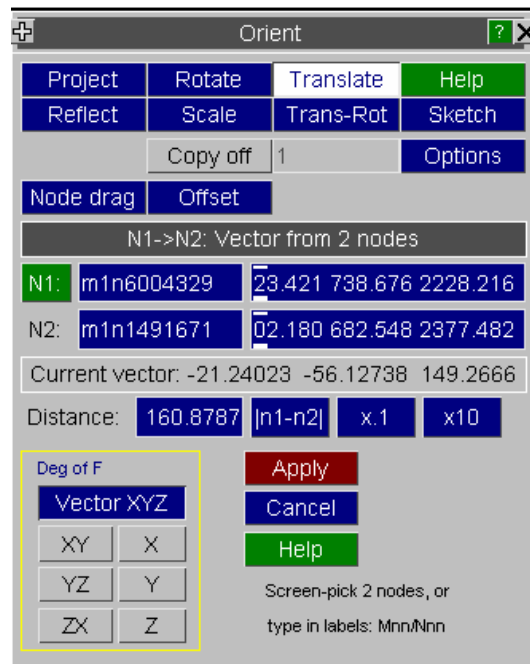 Orient ? X
Project Rotate Translate Help
Reflect Scale Trans-Rot Sketch
Copy off 1 Options
Node drag Offset
N1->N2: Vector from 2 nodes
N1: m1n6004329 23.421 738.676 2228.216
N2: m1n1491671 02.180 682.548 2377.482
Current vector: -21.24023 -56.12738 149.2666
Distance: 160.8787 |n1-n2| x.1 x10
Deg of F
Vector XYZ
XY X
YZ Y
ZX Z
Apply
Cancel
Help
Screen-pick 2 nodes, or
type in labels: Mnn/Nnn